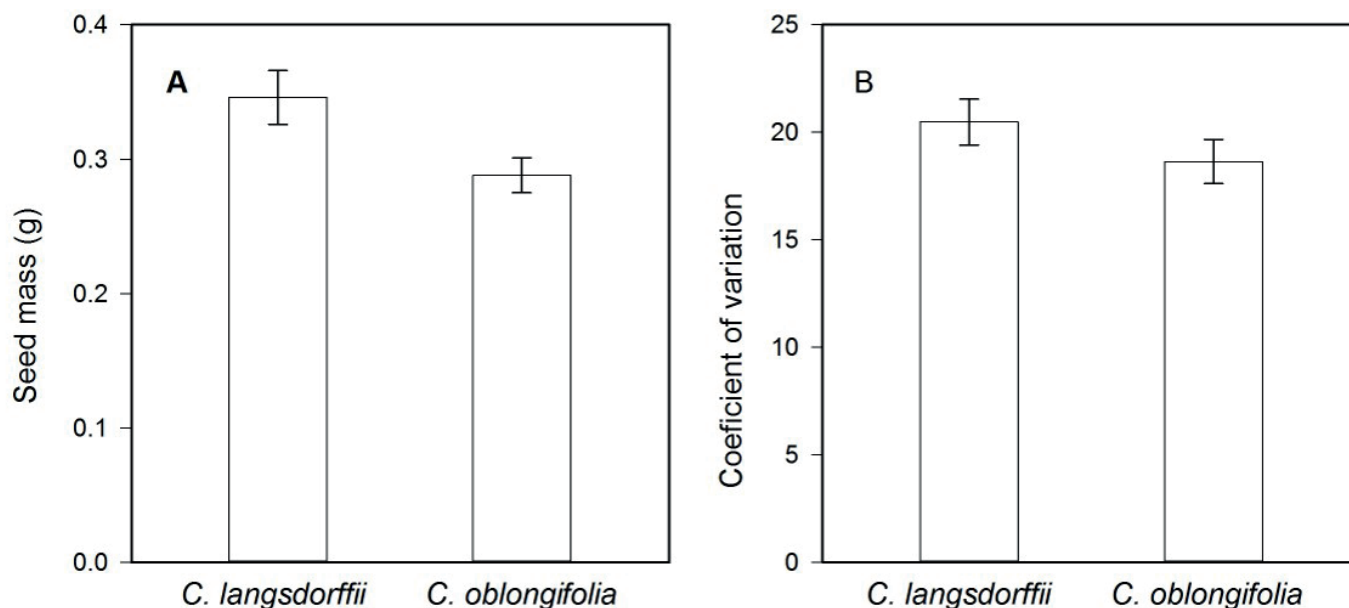 A
Seed mass (g)
0.4
0.3
0.2
0.1
0.0
C. langsdorffii
C. oblongifolia
B
Coeficient of variation
25
20
15
10
5
0
C. langsdorffii
C. oblongifolia